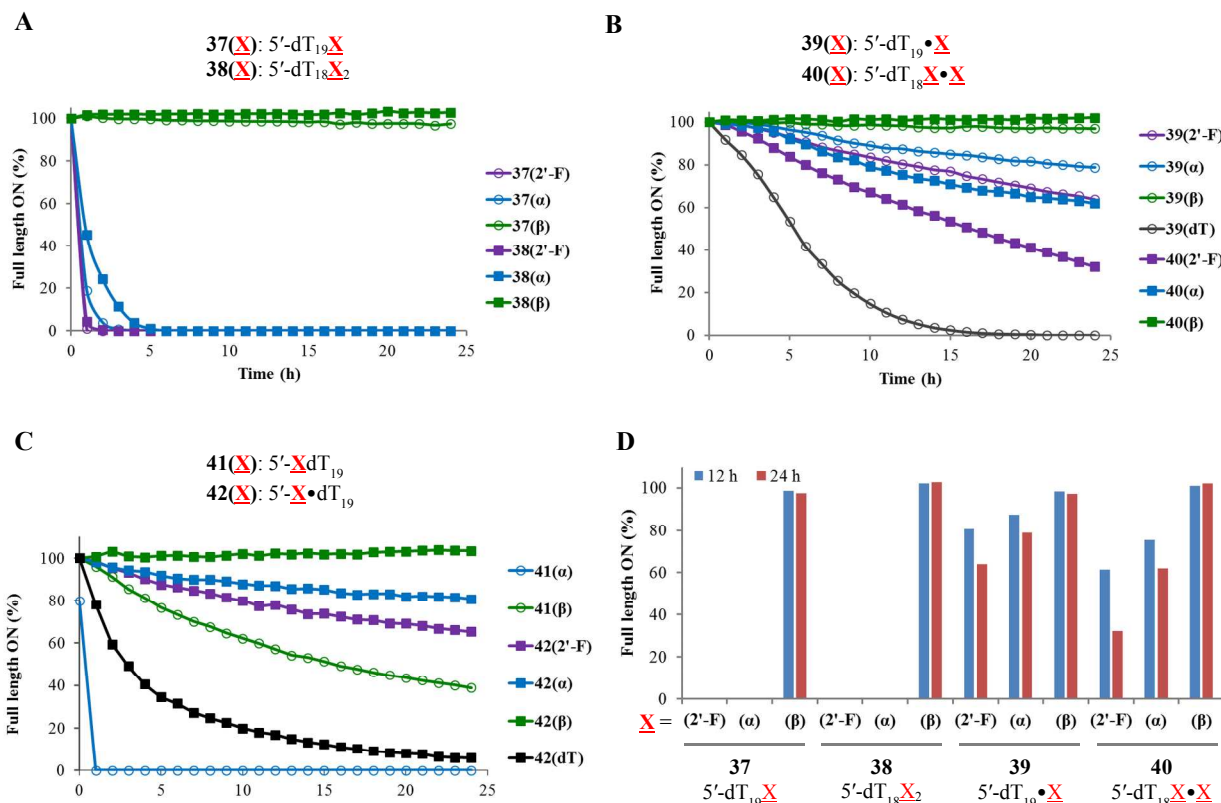 A
37(X): 5′-dT19X
38(X): 5′-dT18X2
Full length ON (%)
100
80
60
40
20
0
0 5 10 15 20 25
Time (h)
37(2'-F)
37(α)
37(β)
38(2'-F)
38(α)
38(β)
B
39(X): 5′-dT19•X
40(X): 5′-dT18X•X
Full length ON (%)
100
80
60
40
20
0
0 5 10 15 20 25
Time (h)
39(2'-F)
39(α)
39(β)
39(dT)
40(2'-F)
40(α)
40(β)
C
41(X): 5′-XdT19
42(X): 5′-X•dT19
Full length ON (%)
100
80
60
40
20
0
0 5 10 15 20 25
41(α)
41(β)
42(2'-F)
42(α)
42(β)
42(dT)
D
12 h 24 h
Full length ON (%)
100
80
60
40
20
0
X = (2'-F) (α) (β) (2'-F) (α) (β) (2'-F) (α) (β) (2'-F) (α) (β)
37 38 39 40
5′-dT19X 5′-dT18X2 5′-dT19•X 5′-dT18X•X